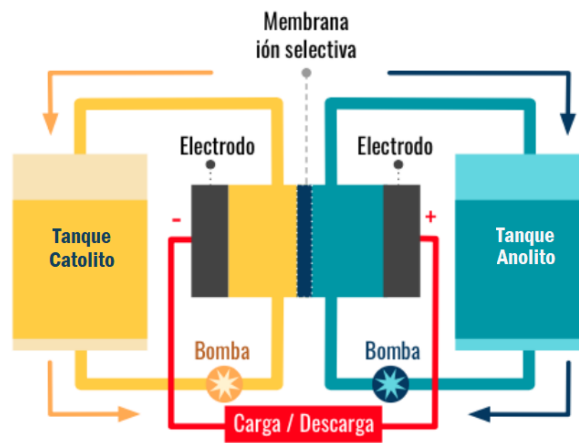 Membrana
ión selectiva
Electrodo
Electrodo
-
+
Tanque
Catolito
Tanque
Anolito
Bomba
Bomba
Carga / Descarga